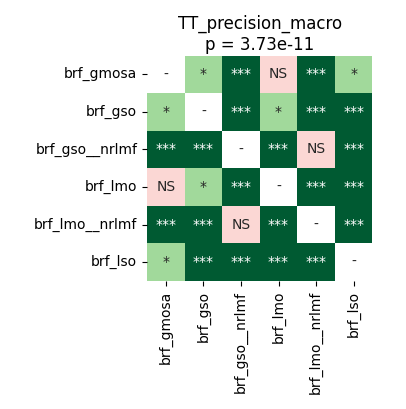 TT_precision_macro
p = 3.73e-11
brf_gmosa - * *** NS *** *
brf_gso * - *** * *** ***
brf_gso__nrlmf *** *** - *** NS ***
brf_lmo NS * *** - *** ***
brf_lmo__nrlmf *** *** NS *** - ***
brf_lso * *** *** *** *** -
brf_gmosa
brf_gso
brf_gso__nrlmf
brf_lmo
brf_lmo__nrlmf
brf_lso